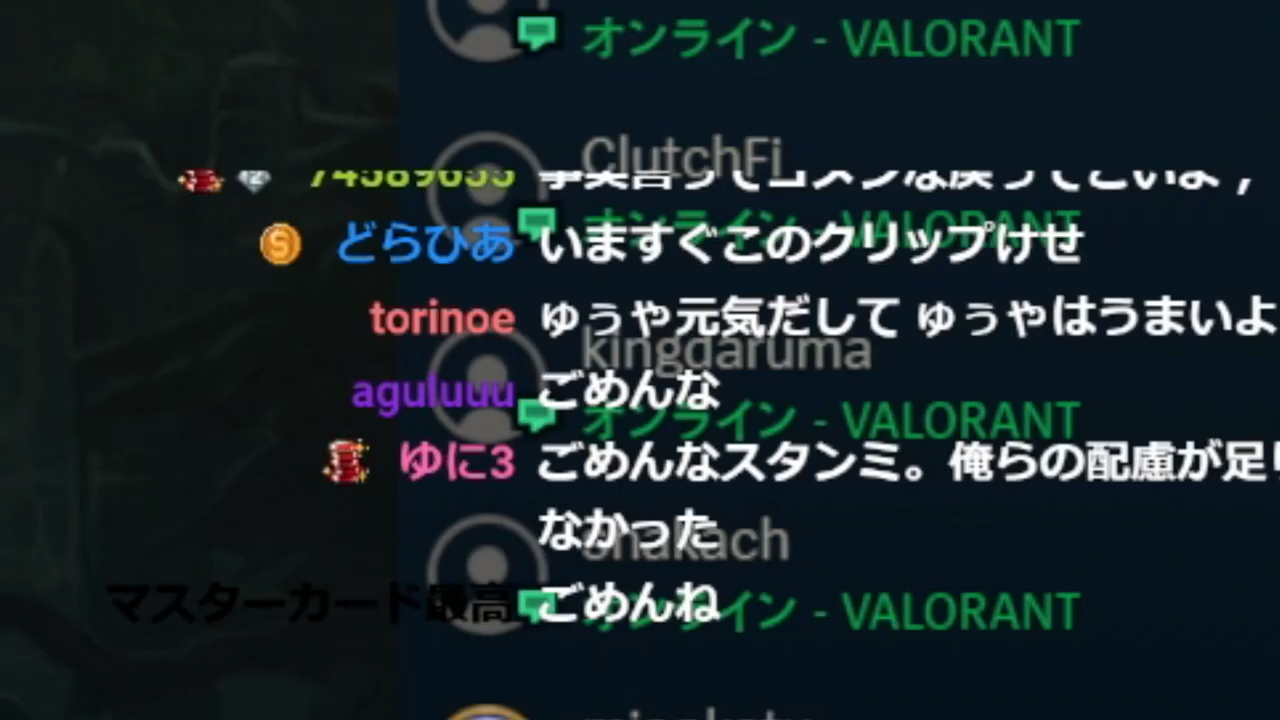 オンライン - VALORANT
ClutchFi
74589655
オンライン - VALORANT
どらひあ いますぐこのクリップけせ
torinoe ゅぅや元気だして ゅぅやはうまいよ
kingdaruma
aguluuu ごめんな
オンライン - VALORANT
ゆに3 ごめんなスタンミ。俺らの配慮が足り
なかった
マスターカード最高 ごめんね
オンライン - VALORANT